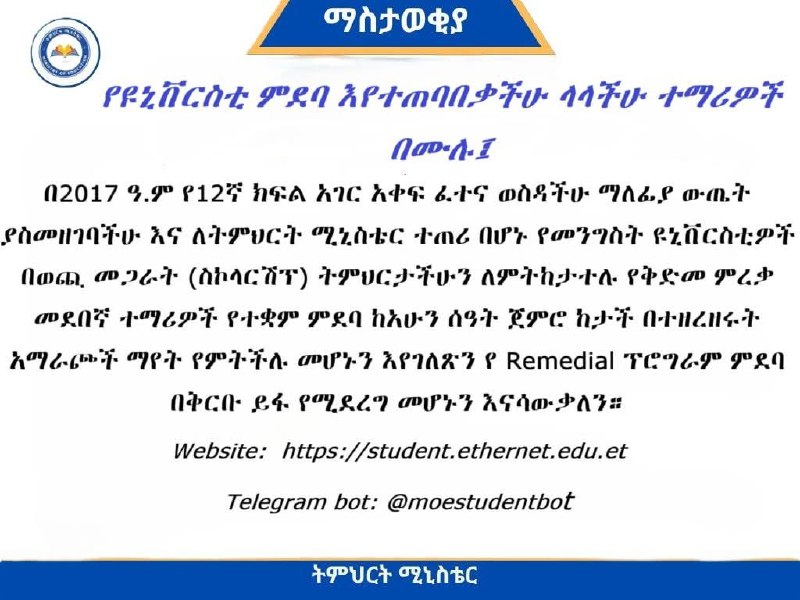 ማስታወቂያ
የዩኒቨርስቲ ምደባ እየተጠባበቃችሁ ላላችሁ ተማሪዎች
በሙሉ፤
በ2017 ዓ.ም የ12ኛ ክፍል አገር አቀፍ ፈተና ወስዳችሁ ማለፊያ ውጤት
ያስመዘገባችሁ እና ለትምህርት ሚኒስቴር ተጠሪ በሆኑ የመንግስት ዩኒቨርስቲዎች
በወጪ መጋራት (ስኮላርሽፕ) ትምህርታችሁን ለምትከታተሉ የቅድመ ምረቃ
መደበኛ ተማሪዎች የተቋም ምደባ ከአሁን ሰዓት ጀምሮ ከታች በተዘረዘሩት
አማራጮች ማየት የምትችሉ መሆኑን እየገለጽን የ Remedial ፕሮግራም ምደባ
በቅርቡ ይፋ የሚደረግ መሆኑን እናሳውቃለን።
Website: https://student.ethernet.edu.et
Telegram bot: @moestudentbot
ትምህርት ሚኒስቴር